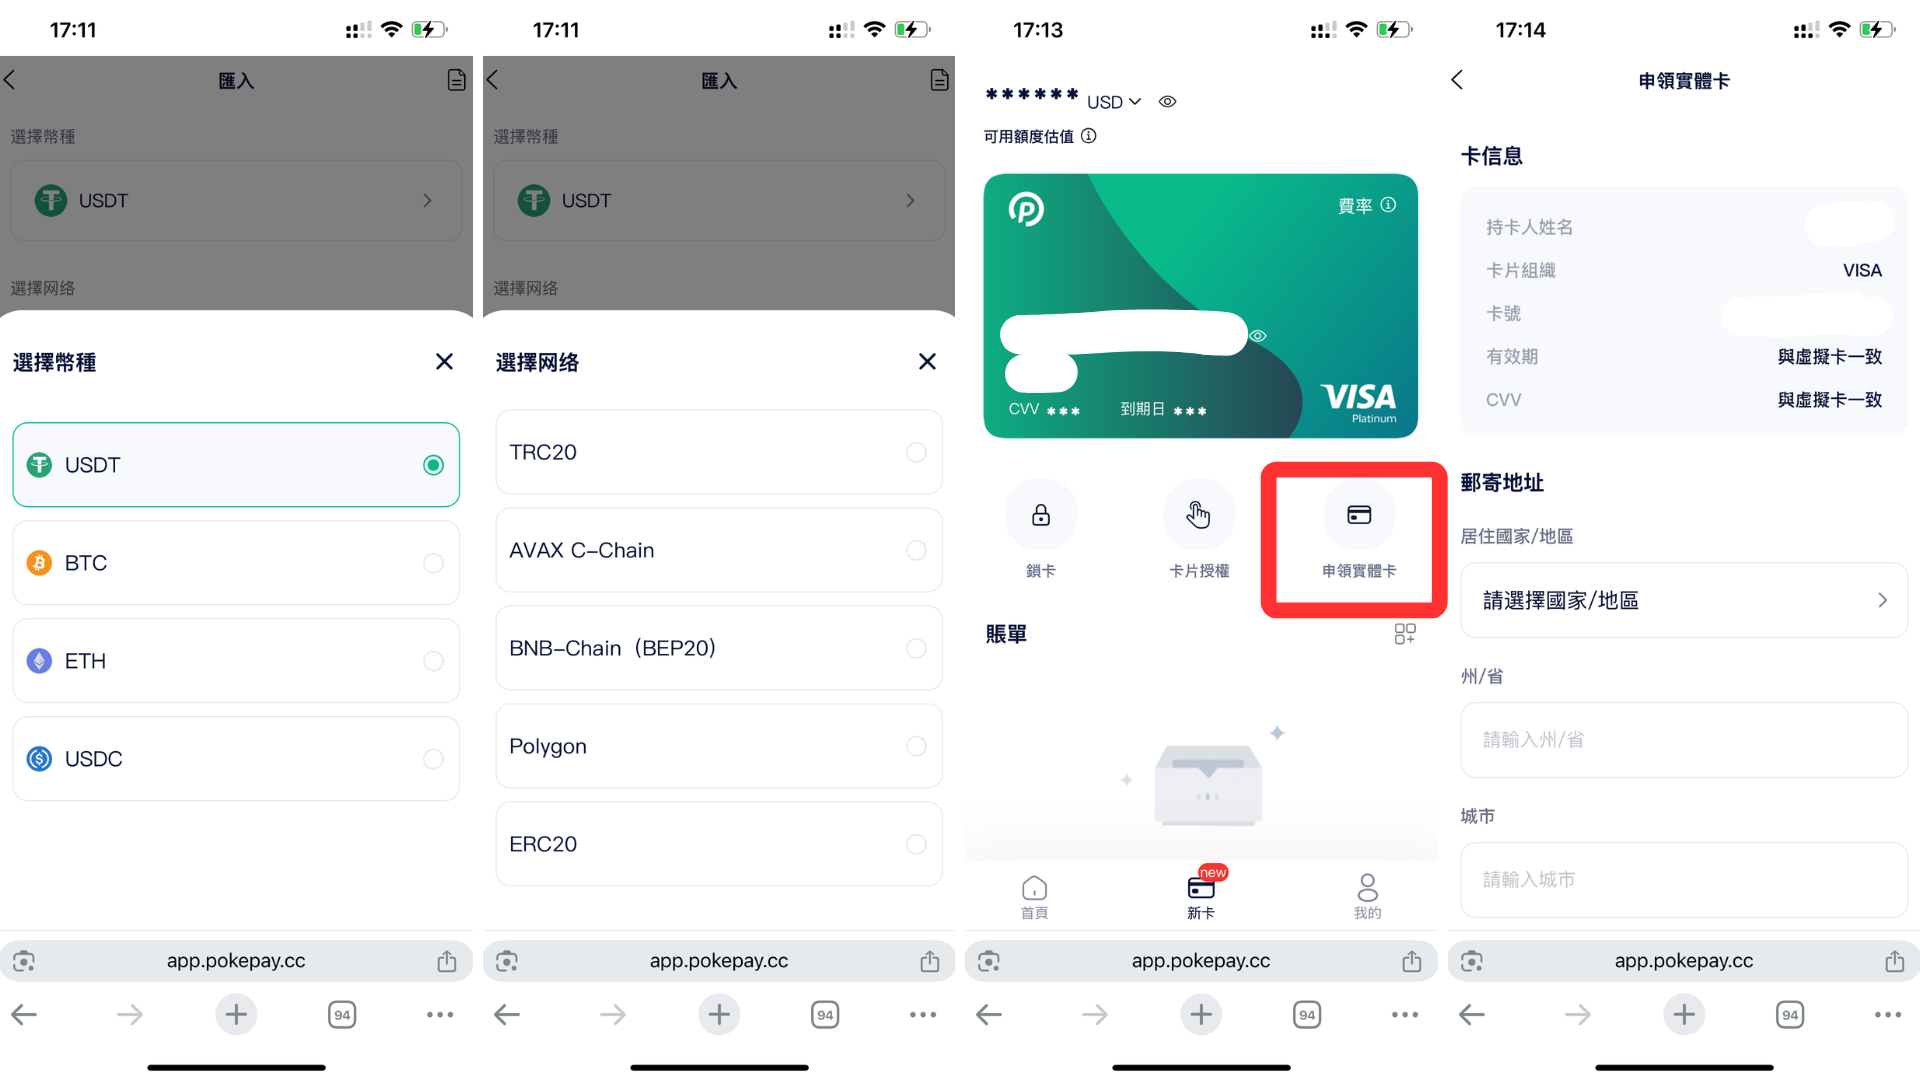 17:11
匯入
選擇幣種
USDT
選擇网络
選擇幣種
USDT
BTC
ETH
USDC
app.pokepay.cc
94
17:11
匯入
選擇幣種
USDT
選擇网络
選擇网络
TRC20
AVAX C-Chain
BNB-Chain（BEP20）
Polygon
ERC20
app.pokepay.cc
94
17:13
****** USD
可用額度估值
費率
CVV *** 到期日 ***
VISA
Platinum
鎖卡 卡片授權 申領實體卡
賬單
new
首頁 新卡 我的
app.pokepay.cc
94
17:14
申領實體卡
卡信息
持卡人姓名
卡片組織 VISA
卡號
有效期 與虛擬卡一致
CVV 與虛擬卡一致
郵寄地址
居住國家/地區
請選擇國家/地區
州/省
請輸入州/省
城市
請輸入城市
app.pokepay.cc
94